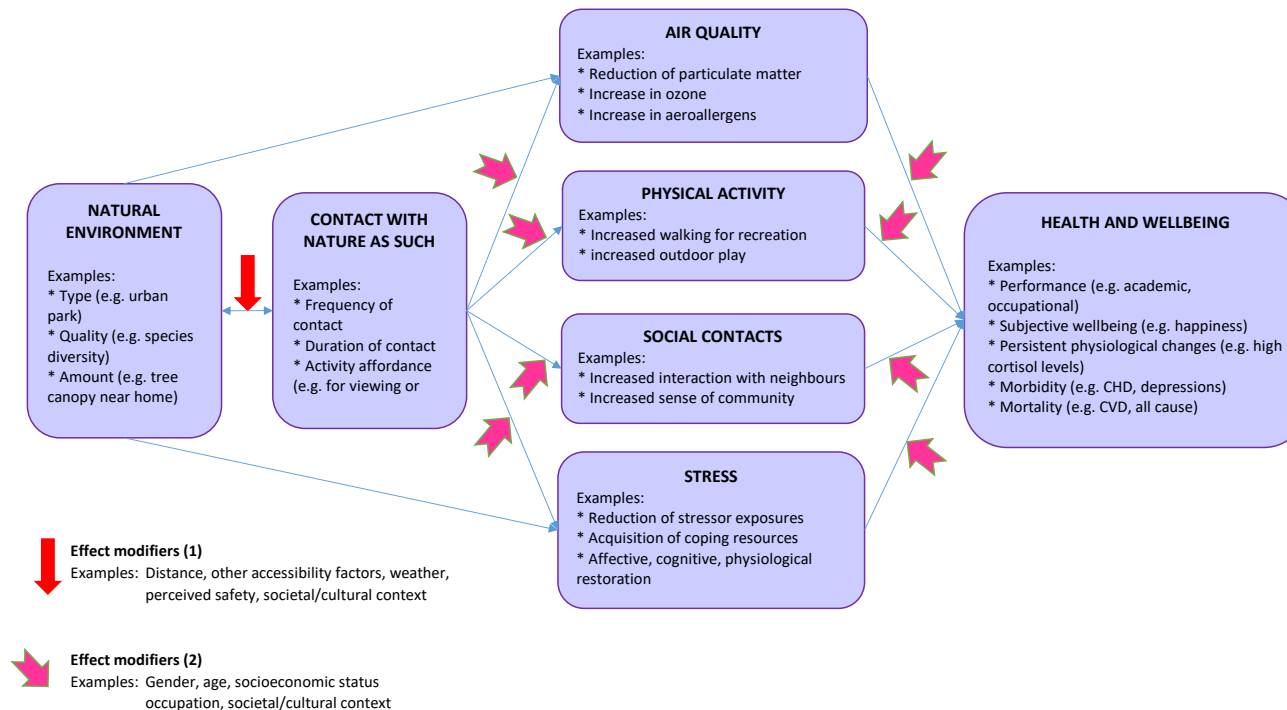 AIR QUALITY
Examples:
* Reduction of particulate matter
* Increase in ozone
* Increase in aeroallergens
NATURAL
ENVIRONMENT
Examples:
* Type (e.g. urban
park)
* Quality (e.g. species
diversity)
* Amount (e.g. tree
canopy near home)
CONTACT WITH
NATURE AS SUCH
Examples:
* Frequency of
contact
* Duration of contact
* Activity affordance
(e.g. for viewing or
PHYSICAL ACTIVITY
Examples:
* Increased walking for recreation
* increased outdoor play
SOCIAL CONTACTS
Examples:
* Increased interaction with neighbours
* Increased sense of community
STRESS
Examples:
* Reduction of stressor exposures
* Acquisition of coping resources
* Affective, cognitive, physiological
restoration
HEALTH AND WELLBEING
Examples:
* Performance (e.g. academic,
occupational)
* Subjective wellbeing (e.g. happiness)
* Persistent physiological changes (e.g. high
cortisol levels)
* Morbidity (e.g. CHD, depressions)
* Mortality (e.g. CVD, all cause)
Effect modifiers (1)
Examples: Distance, other accessibility factors, weather,
perceived safety, societal/cultural context
Effect modifiers (2)
Examples: Gender, age, socioeconomic status
occupation, societal/cultural context